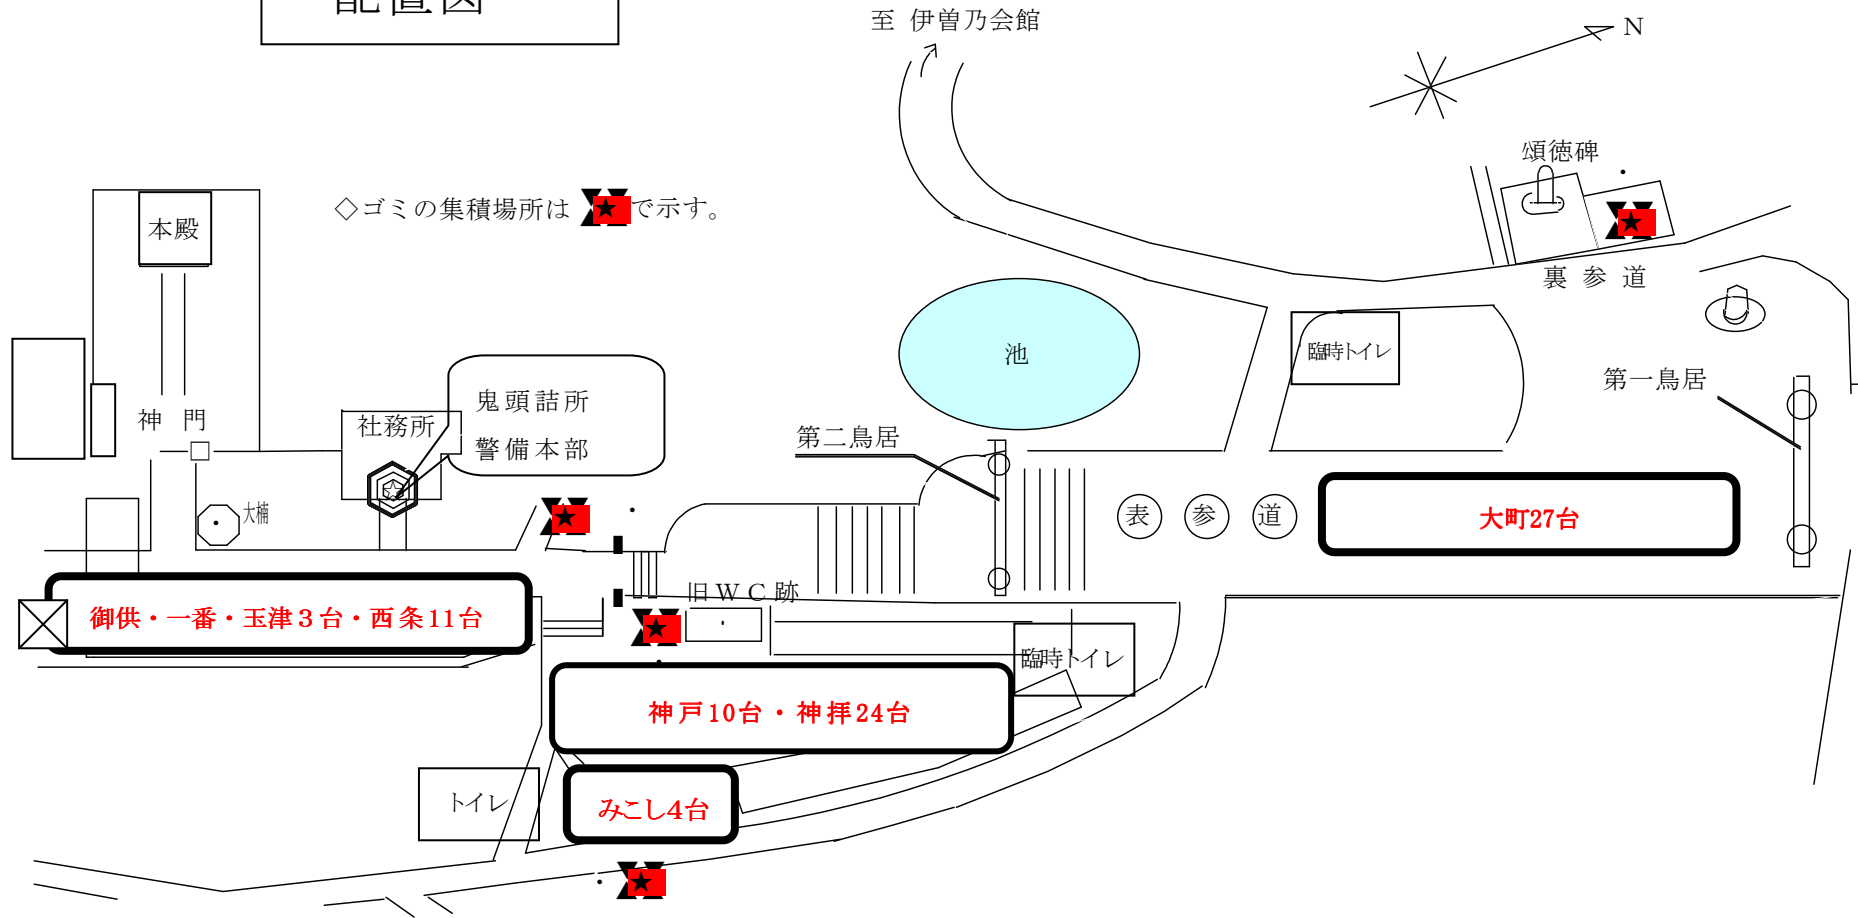 配置図
至 伊曽乃会館
N
頌徳碑
◇ゴミの集積場所は
で示す。
本殿
裏参道
池
臨時トイレ
第一鳥居
鬼頭詰所
警備本部
神門
社務所
第二鳥居
大楠
表参道
大町27台
旧WC跡
御供・一番・玉津3台・西条11台
臨時トイレ
神戸10台・神拝24台
トイレ
みこし4台